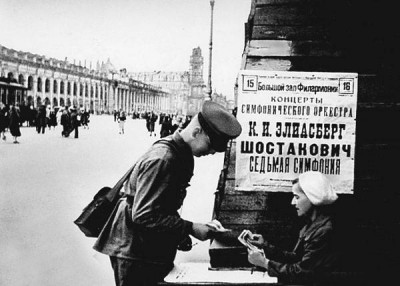 15 Большой зал Филармонии 16
КОНЦЕРТЫ
СИМФОНИЧЕСКОГО ОРКЕСТРА
К. И. ЭЛИАСБЕРГ
ШОСТАКОВИЧ
СЕДЬМАЯ СИМФОНИЯ